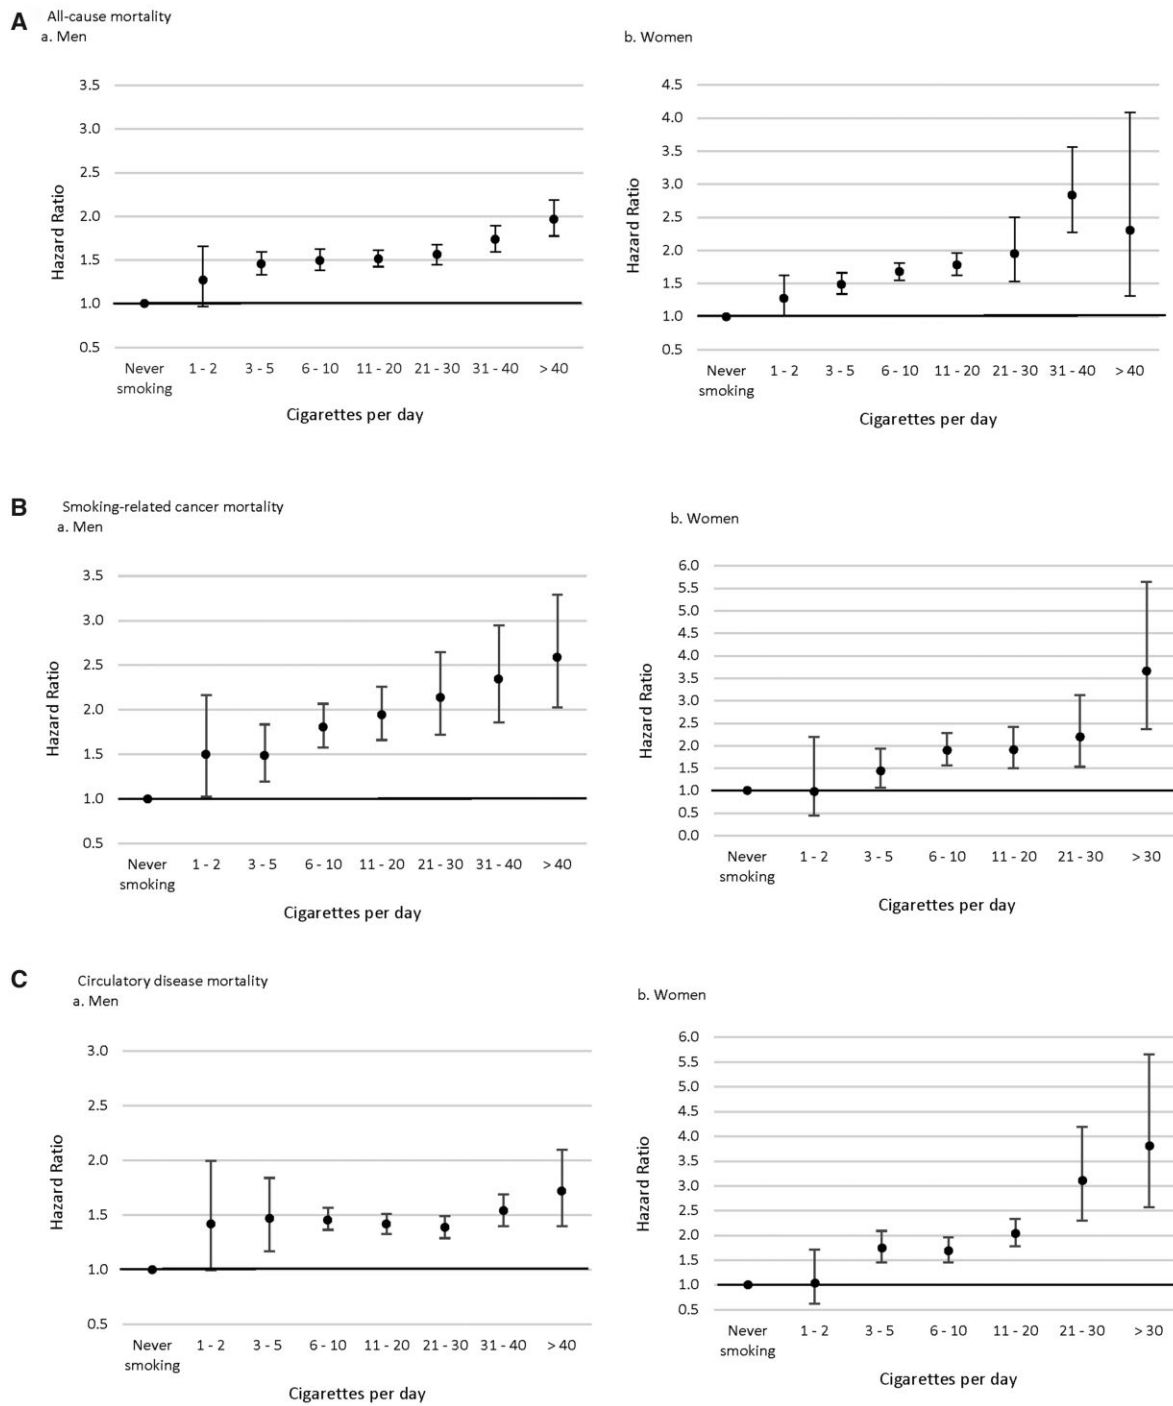 A
All-cause mortality
a. Men
3.5
3.0
2.5
2.0
1.5
1.0
0.5
Hazard Ratio
Never smoking
1 - 2
3 - 5
6 - 10
11 - 20
21 - 30
31 - 40
> 40
Cigarettes per day
b. Women
4.5
4.0
3.5
3.0
2.5
2.0
1.5
1.0
0.5
Hazard Ratio
Never smoking
1 - 2
3 - 5
6 - 10
11 - 20
21 - 30
31 - 40
> 40
Cigarettes per day
B
Smoking-related cancer mortality
a. Men
3.5
3.0
2.5
2.0
1.5
1.0
0.5
Hazard Ratio
Never smoking
1 - 2
3 - 5
6 - 10
11 - 20
21 - 30
31 - 40
> 40
Cigarettes per day
b. Women
6.0
5.5
5.0
4.5
4.0
3.5
3.0
2.5
2.0
1.5
1.0
0.5
0.0
Hazard Ratio
Never smoking
1 - 2
3 - 5
6 - 10
11 - 20
21 - 30
> 30
Cigarettes per day
C
Circulatory disease mortality
a. Men
3.0
2.5
2.0
1.5
1.0
0.5
Hazard Ratio
Never smoking
1 - 2
3 - 5
6 - 10
11 - 20
21 - 30
31 - 40
> 40
Cigarettes per day
b. Women
6.0
5.5
5.0
4.5
4.0
3.5
3.0
2.5
2.0
1.5
1.0
0.5
Hazard Ratio
Never smoking
1 - 2
3 - 5
6 - 10
11 - 20
21 - 30
> 30
Cigarettes per day